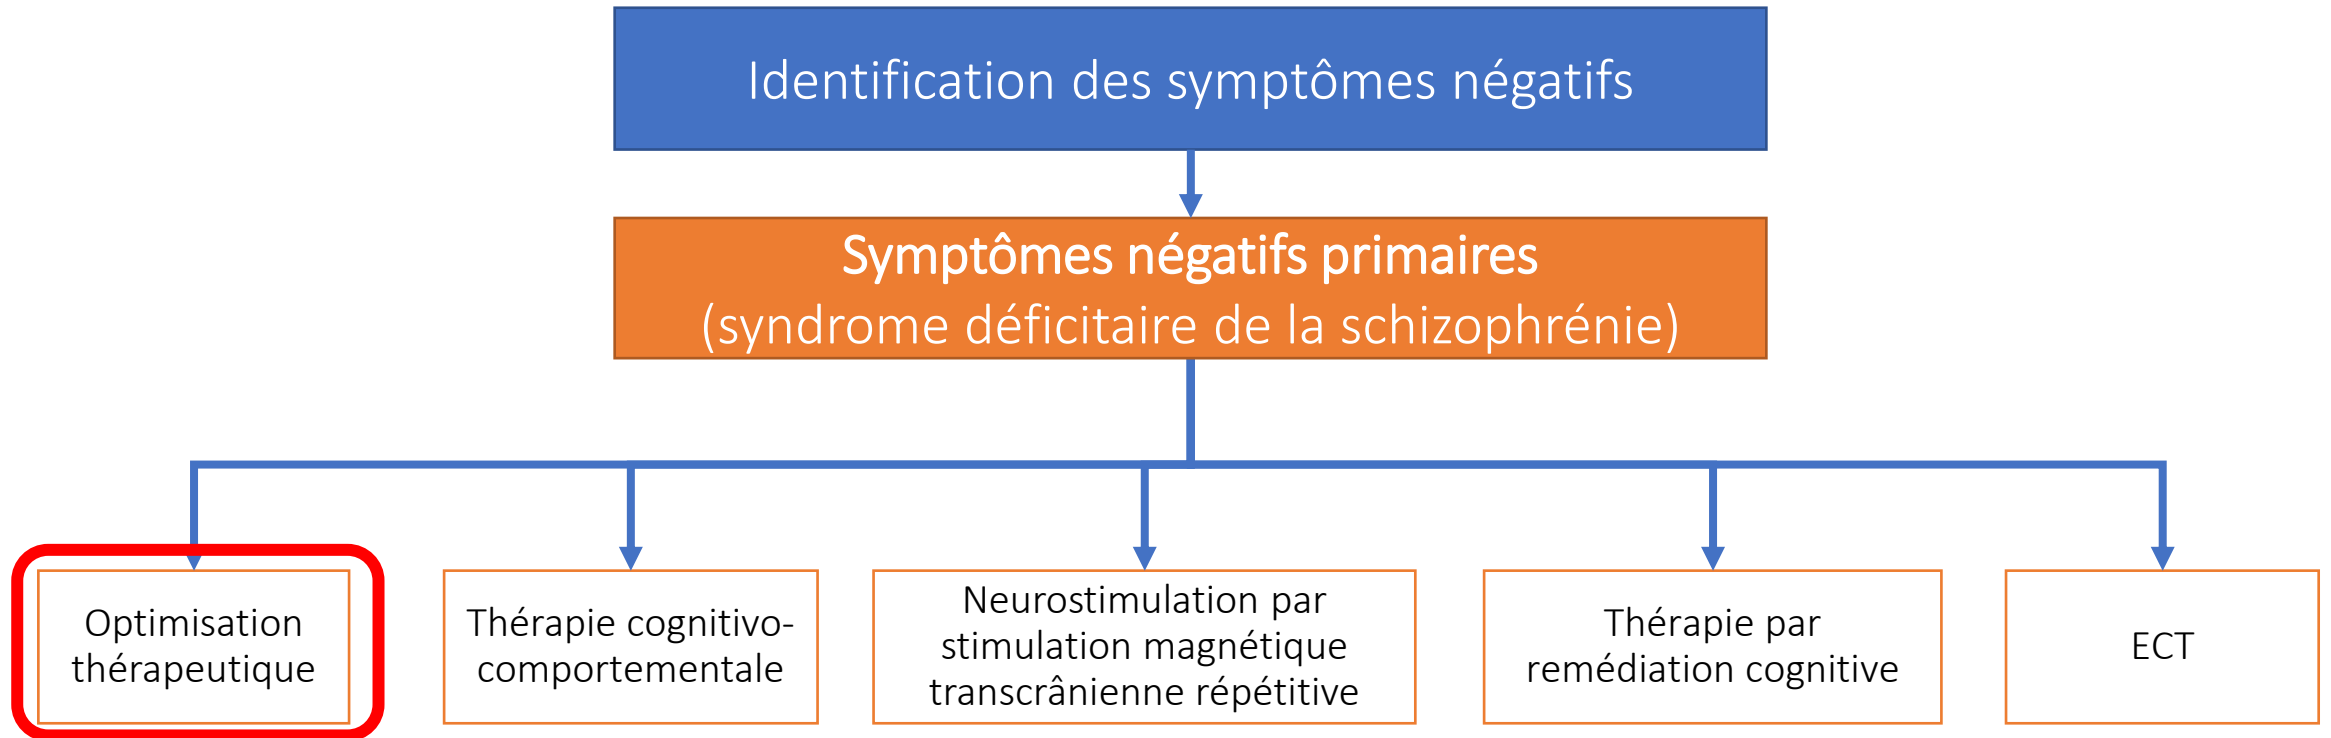 Identification des symptômes négatifs
Symptômes négatifs primaires
(syndrome déficitaire de la schizophrénie)
Optimisation
thérapeutique
Thérapie cognitivo-
comportementale
Neurostimulation par
stimulation magnétique
transcrânienne répétitive
Thérapie par
remédiation cognitive
ECT